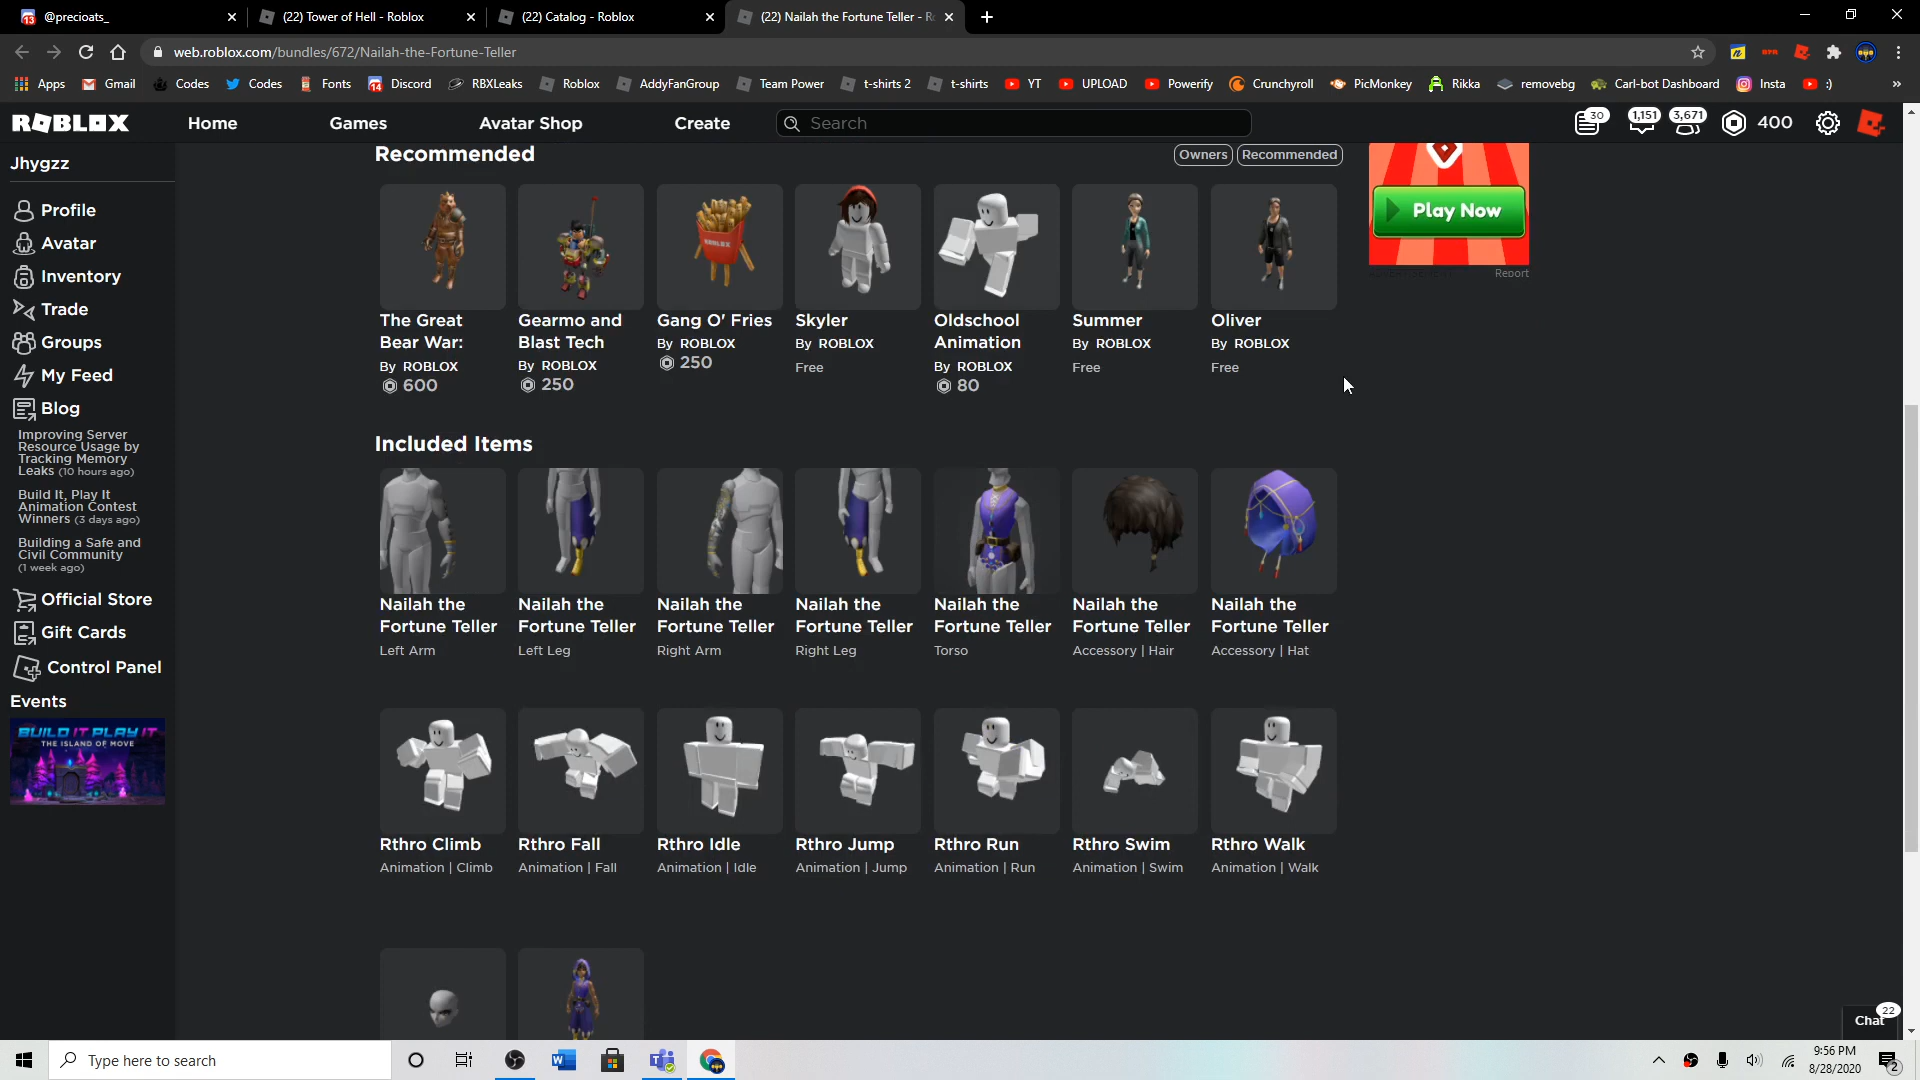 @precioats_
(22) Tower of Hell - Roblox
(22) Catalog - Roblox
(22) Nailah the Fortune Teller - R
web.roblox.com/bundles/672/Nailah-the-Fortune-Teller
Apps
Gmail
Codes
Codes
Fonts
Discord
RBXLeaks
Roblox
AddyFanGroup
Team Power
t-shirts 2
t-shirts
YT
UPLOAD
Powerify
Crunchyroll
PicMonkey
Rikka
removebg
Carl-bot Dashboard
Insta
:)
»
ROBLOX
Home
Games
Avatar Shop
Create
Search
30
1,151
3,671
400
Jhygzz
Profile
Avatar
Inventory
Trade
Groups
My Feed
Blog
Improving Server
Resource Usage by
Tracking Memory
Leaks (10 hours ago)
Build It, Play It
Animation Contest
Winners (3 days ago)
Building a Safe and
Civil Community
(1 week ago)
Official Store
Gift Cards
Control Panel
Events
BUILD IT PLAY IT
THE ISLAND OF MOVE
Recommended
Owners
Recommended
ROBLOX
The Great
Bear War:
By ROBLOX
600
Gearmo and
Blast Tech
By ROBLOX
250
Gang O' Fries
By ROBLOX
250
Skyler
By ROBLOX
Free
Oldschool
Animation
By ROBLOX
80
Summer
By ROBLOX
Free
Oliver
By ROBLOX
Free
Play Now
Report
Included Items
Nailah the
Fortune Teller
Left Arm
Nailah the
Fortune Teller
Left Leg
Nailah the
Fortune Teller
Right Arm
Nailah the
Fortune Teller
Right Leg
Nailah the
Fortune Teller
Torso
Nailah the
Fortune Teller
Accessory | Hair
Nailah the
Fortune Teller
Accessory | Hat
Rthro Climb
Animation | Climb
Rthro Fall
Animation | Fall
Rthro Idle
Animation | Idle
Rthro Jump
Animation | Jump
Rthro Run
Animation | Run
Rthro Swim
Animation | Swim
Rthro Walk
Animation | Walk
Chat
22
Type here to search
9:56 PM
8/28/2020
2